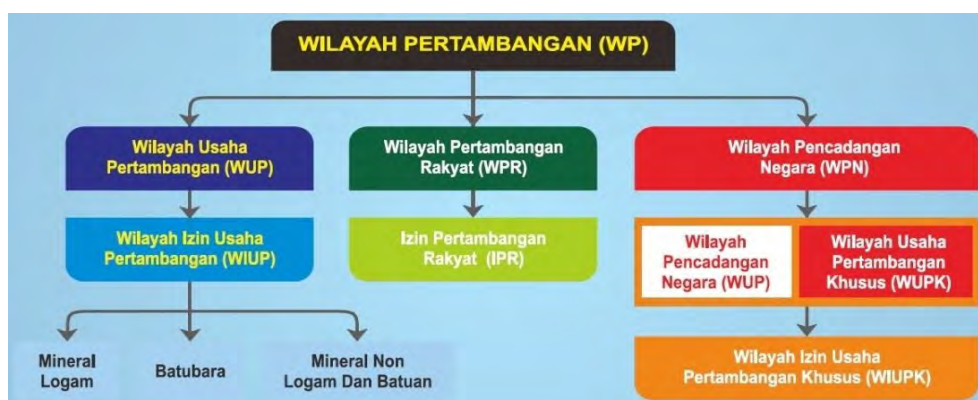 WILAYAH PERTAMBANGAN (WP)
Wilayah Usaha
Pertambangan (WUP)
Wilayah Pertambangan
Rakyat (WPR)
Wilayah Pencadangan
Negara (WPN)
Wilayah Izin Usaha
Pertambangan (WIUP)
Izin Pertambangan
Rakyat (IPR)
Wilayah
Pencadangan
Negara (WUP)
Wilayah Usaha
Pertambangan
Khusus (WUPK)
Mineral
Logam
Batubara
Mineral Non
Logam Dan Batuan
Wilayah Izin Usaha
Pertambangan Khusus (WIUPK)